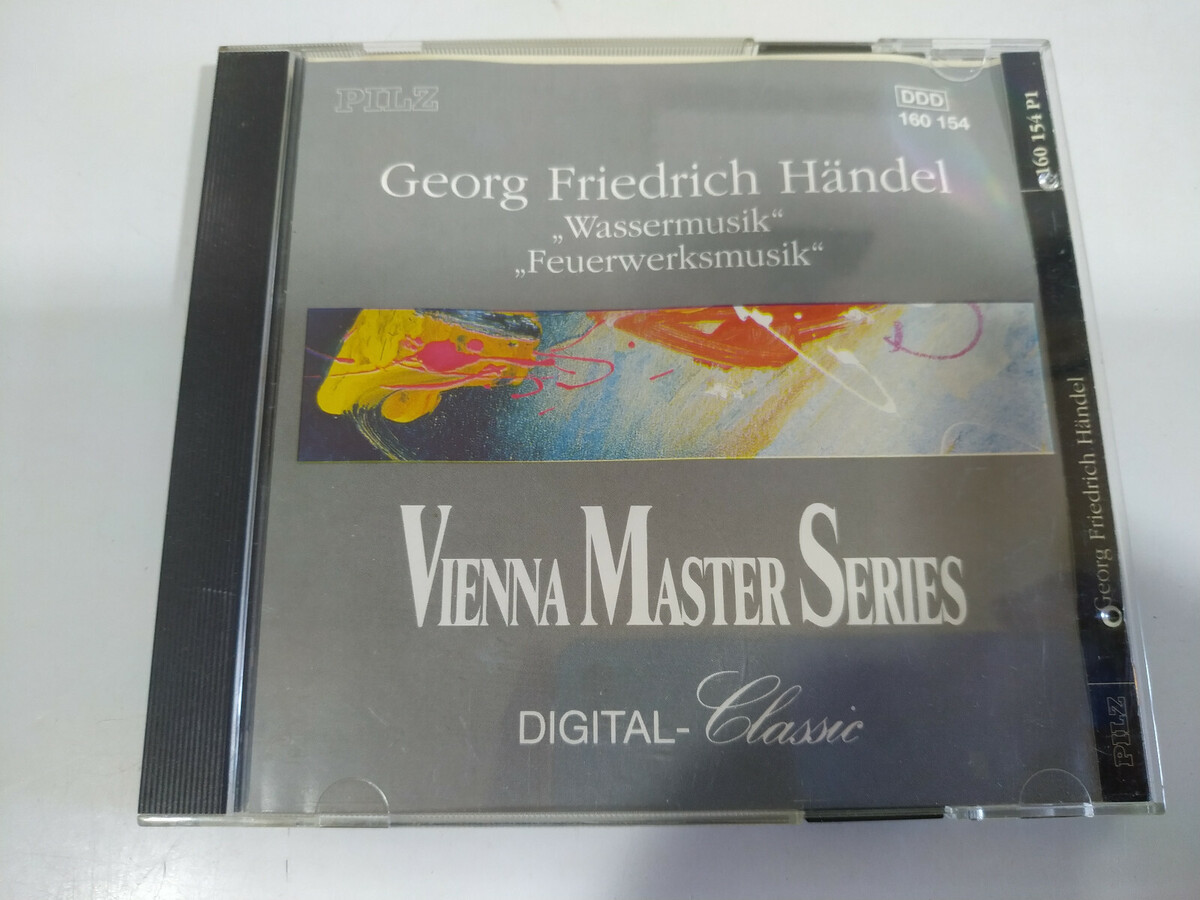 PILZ
DDD
160 154
Georg Friedrich Händel
„Wassermusik“
„Feuerwerksmusik“
VIENNA MASTER SERIES
DIGITAL-Classic
160 154 P1
Georg Friedrich Händel
PILZ